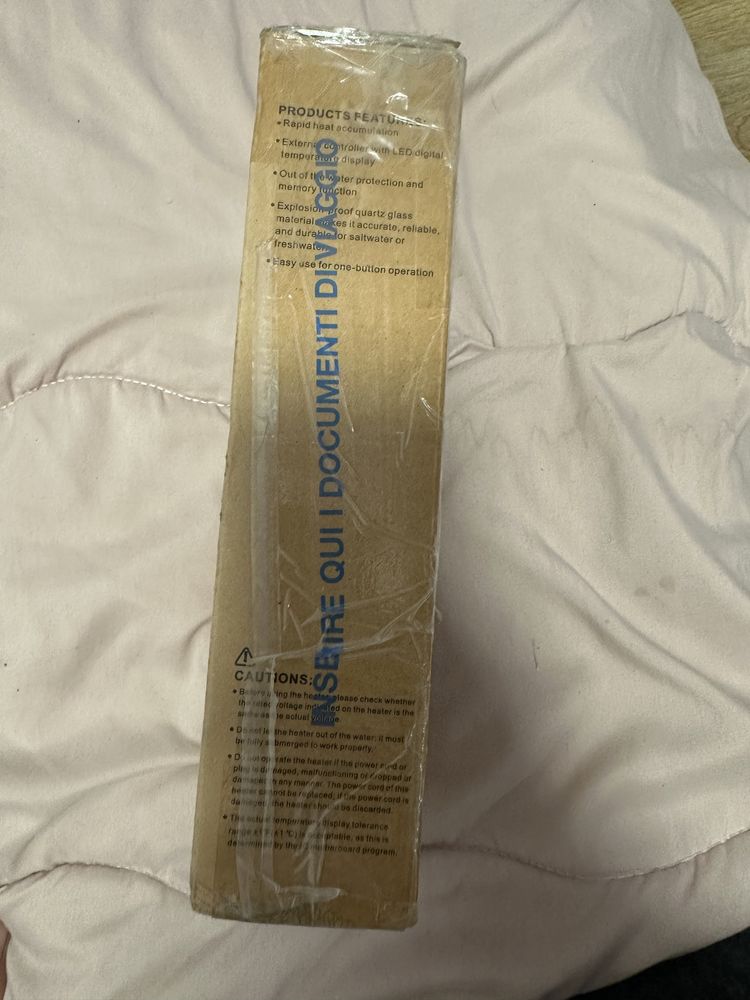 PRODUCTS FEATURES:
• Rapid heat accumulation
• External controller with LED digital
temperature display
• Out of the water protection and
memory function
• Explosion-proof quartz glass
material makes it accurate, reliable,
and durable for saltwater or
freshwater
• Easy use for one-button operation
INSERIRE QUI I DOCUMENTI DI VIAGGIO
CAUTIONS:
• Before using the heater, please check whether
the rated voltage indicated on the heater is the
same as the actual voltage.
• Do not let the heater out of the water; it must
be fully submerged to work properly.
• Do not operate the heater if the power cord or
plug is damaged, malfunctioning or dropped or
damaged in any manner. The power cord of this
heater cannot be replaced; if the power cord is
damaged, the heater should be discarded.
• The actual temperature display tolerance
range (±1 ℃) is acceptable, as this is
determined by the motherboard program.